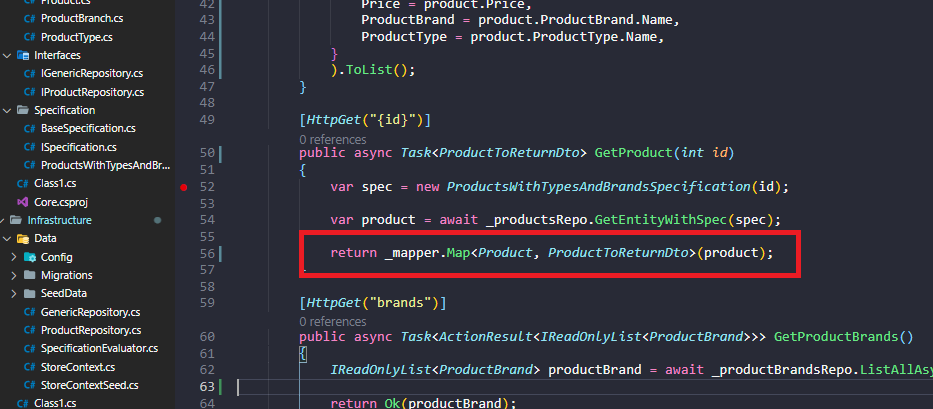 Product.cs
ProductBranch.cs
ProductType.cs
Interfaces
IGenericRepository.cs
IProductRepository.cs
Specification
BaseSpecification.cs
ISpecification.cs
ProductsWithTypesAndBr...
Class1.cs
Core.csproj
Infrastructure
Data
Config
Migrations
SeedData
GenericRepository.cs
ProductRepository.cs
SpecificationEvaluator.cs
StoreContext.cs
StoreContextSeed.cs
Class1.cs
42 Price = product.Price,
43 ProductBrand = product.ProductBrand.Name,
44 ProductType = product.ProductType.Name,
45 }
46 ).ToList();
47 }
48
49 [HttpGet("{id}")]
0 references
50 public async Task<ProductToReturnDto> GetProduct(int id)
51 {
52 var spec = new ProductsWithTypesAndBrandsSpecification(id);
53
54 var product = await _productsRepo.GetEntityWithSpec(spec);
55
56 return _mapper.Map<Product, ProductToReturnDto>(product);
57 }
58
59 [HttpGet("brands")]
0 references
60 public async Task<ActionResult<IReadOnlyList<ProductBrand>>> GetProductBrands()
61 {
62 IReadOnlyList<ProductBrand> productBrand = await _productBrandsRepo.ListAllAsy
63
64 return Ok(productBrand);